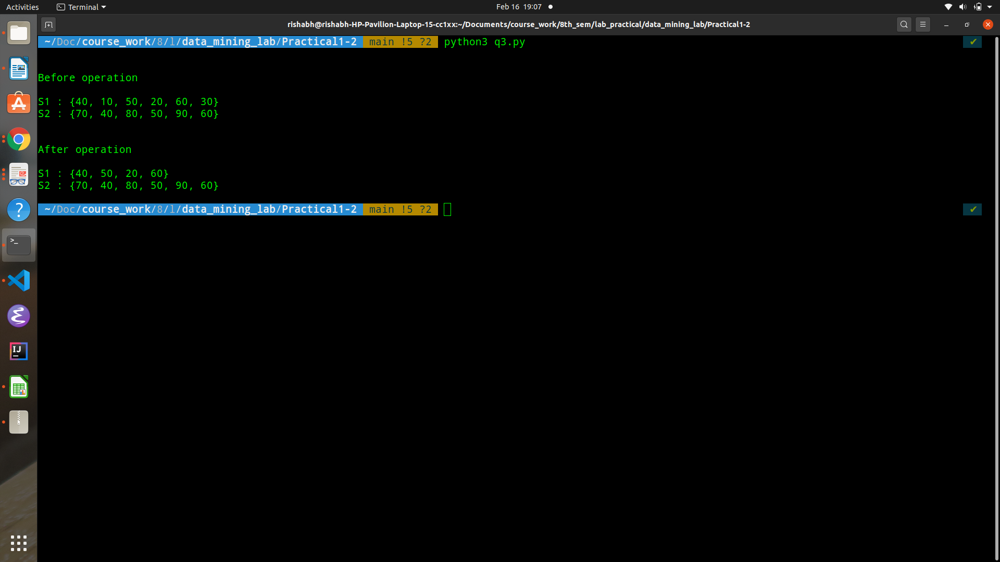 Activities Terminal Feb 16 19:07
rishabh@rishabh-HP-Pavilion-Laptop-15-cc1xx:~/Documents/course_work/8th_sem/lab_practical/data_mining_lab/Practical1-2
~/Doc/course_work/8/l/data_mining_lab/Practical1-2 main !5 ?2 python3 q3.py ✔
Before operation
S1 : {40, 10, 50, 20, 60, 30}
S2 : {70, 40, 80, 50, 90, 60}
After operation
S1 : {40, 50, 20, 60}
S2 : {70, 40, 80, 50, 90, 60}
~/Doc/course_work/8/l/data_mining_lab/Practical1-2 main !5 ?2 ✔
?
>_
IJ